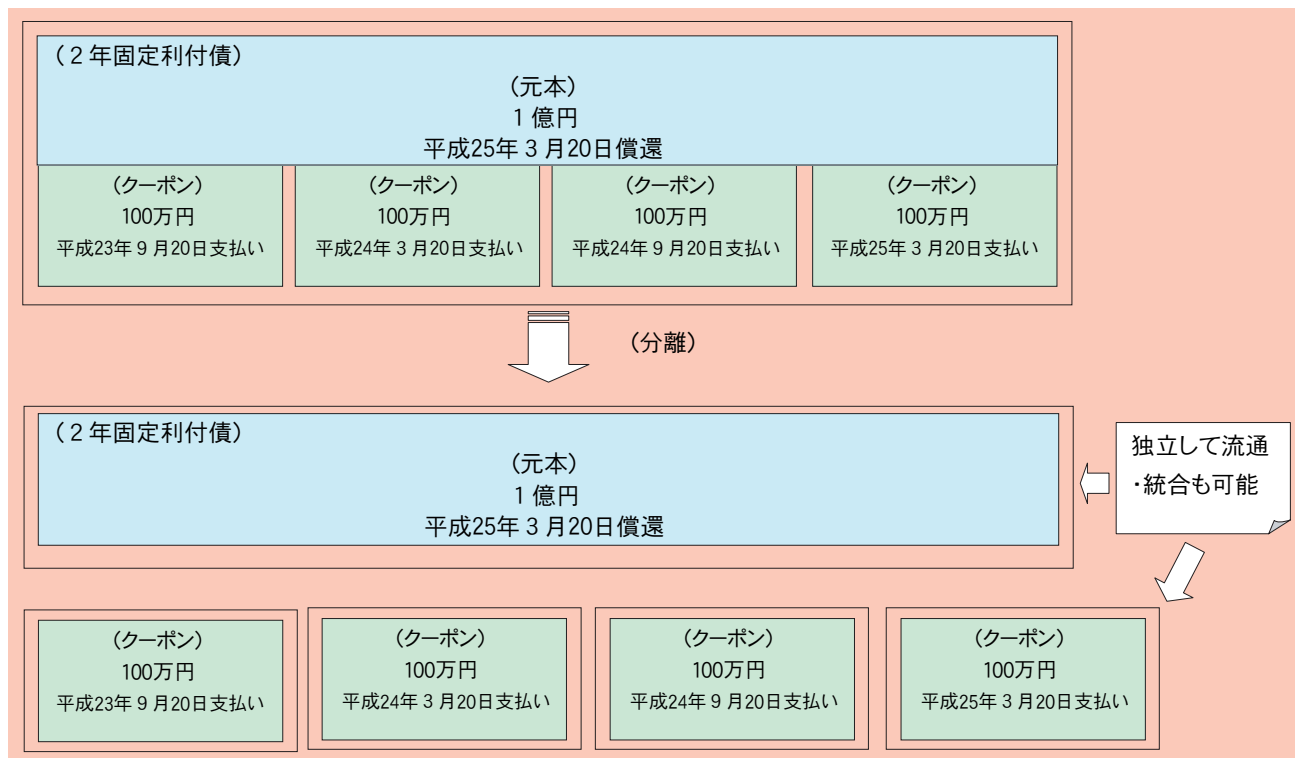 （２年固定利付債）
（元本）
１億円
平成25年３月20日償還
（クーポン）
100万円
平成23年９月20日支払い
（クーポン）
100万円
平成24年３月20日支払い
（クーポン）
100万円
平成24年９月20日支払い
（クーポン）
100万円
平成25年３月20日支払い
（分離）
（２年固定利付債）
（元本）
１億円
平成25年３月20日償還
独立して流通
・統合も可能
（クーポン）
100万円
平成23年９月20日支払い
（クーポン）
100万円
平成24年３月20日支払い
（クーポン）
100万円
平成24年９月20日支払い
（クーポン）
100万円
平成25年３月20日支払い